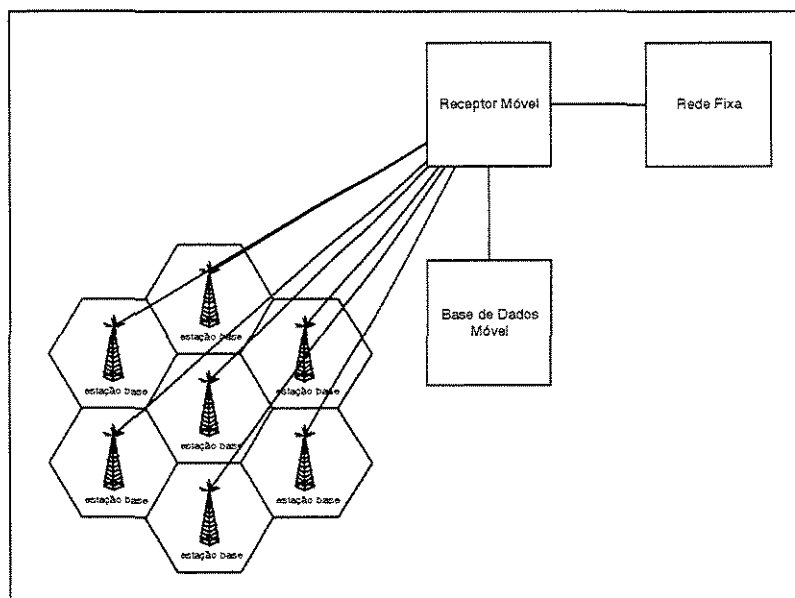 Receptor Móvel
Rede Fixa
Base de Dados
Móvel
estação base
estação base
estação base
estação base
estação base
estação base
estação base